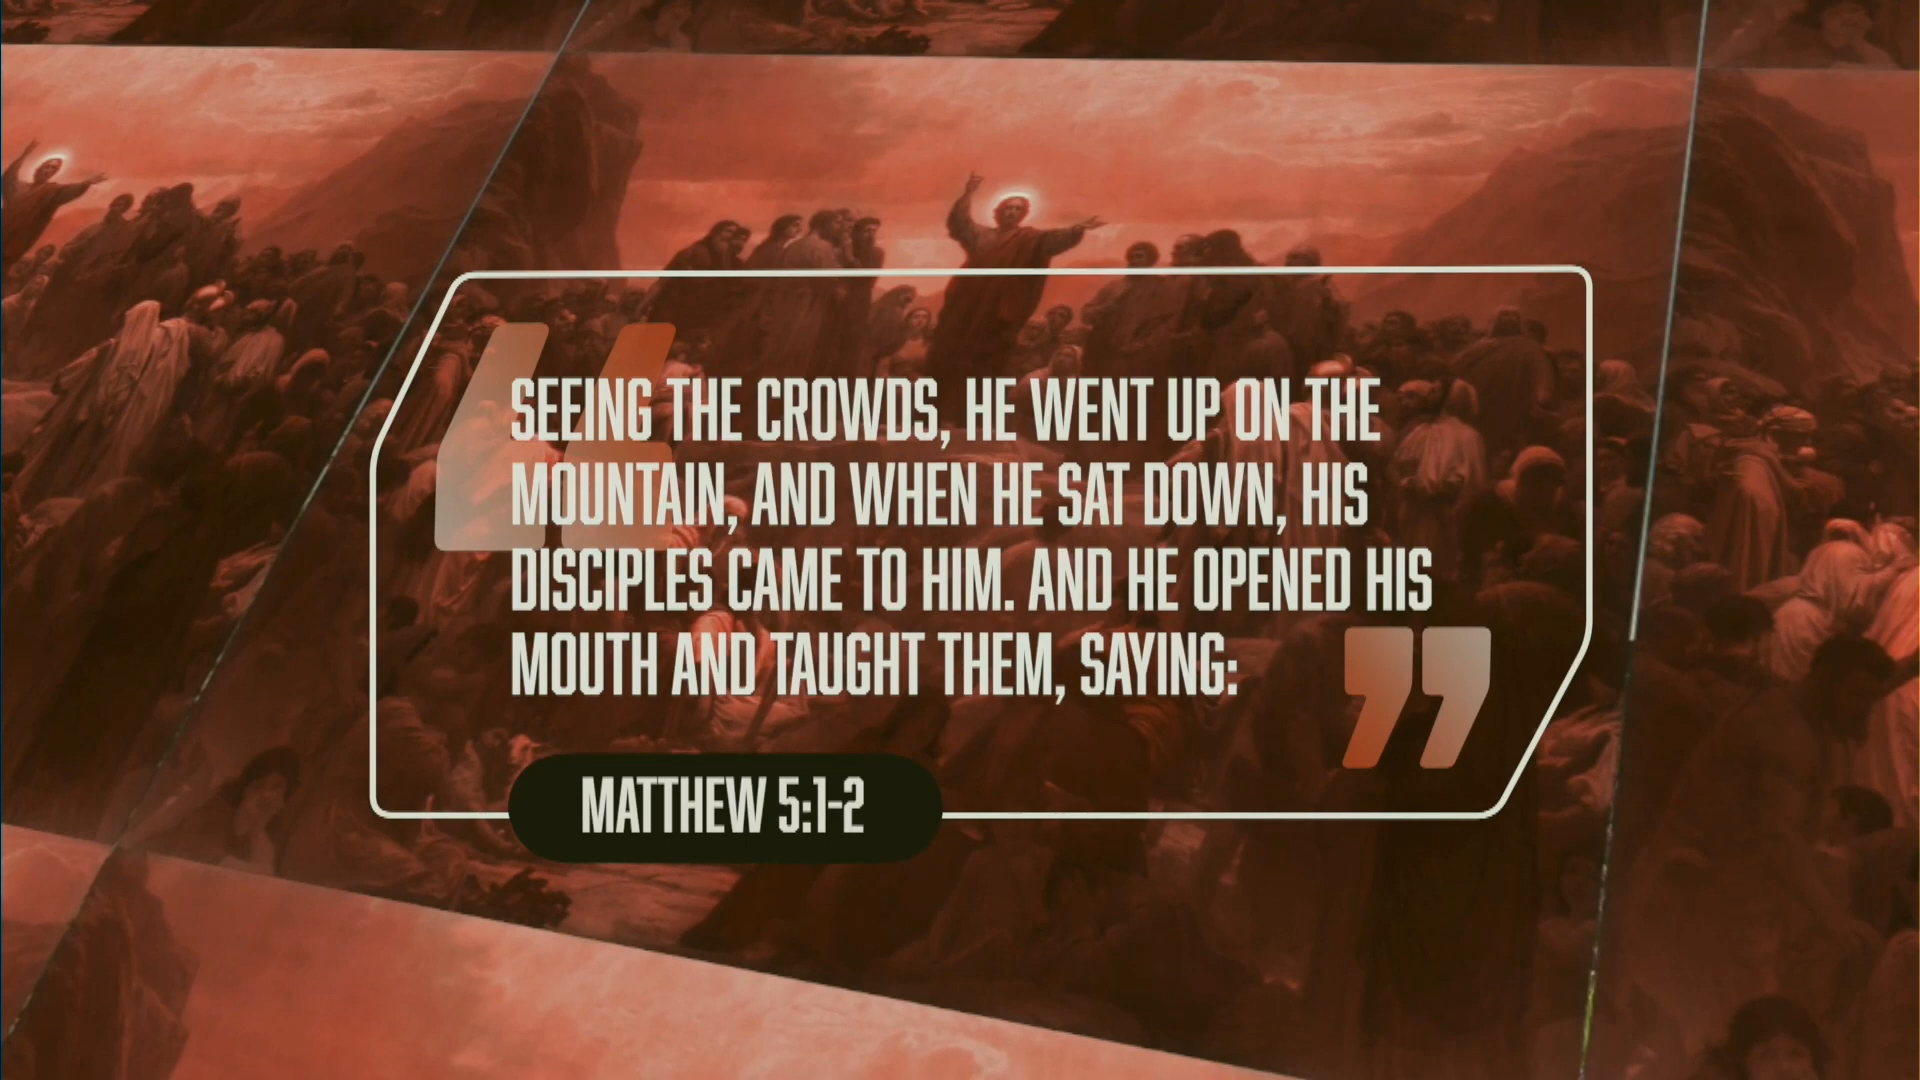 SEEING THE CROWDS, HE WENT UP ON THE
MOUNTAIN, AND WHEN HE SAT DOWN, HIS
DISCIPLES CAME TO HIM. AND HE OPENED HIS
MOUTH AND TAUGHT THEM, SAYING:
MATTHEW 5:1-2